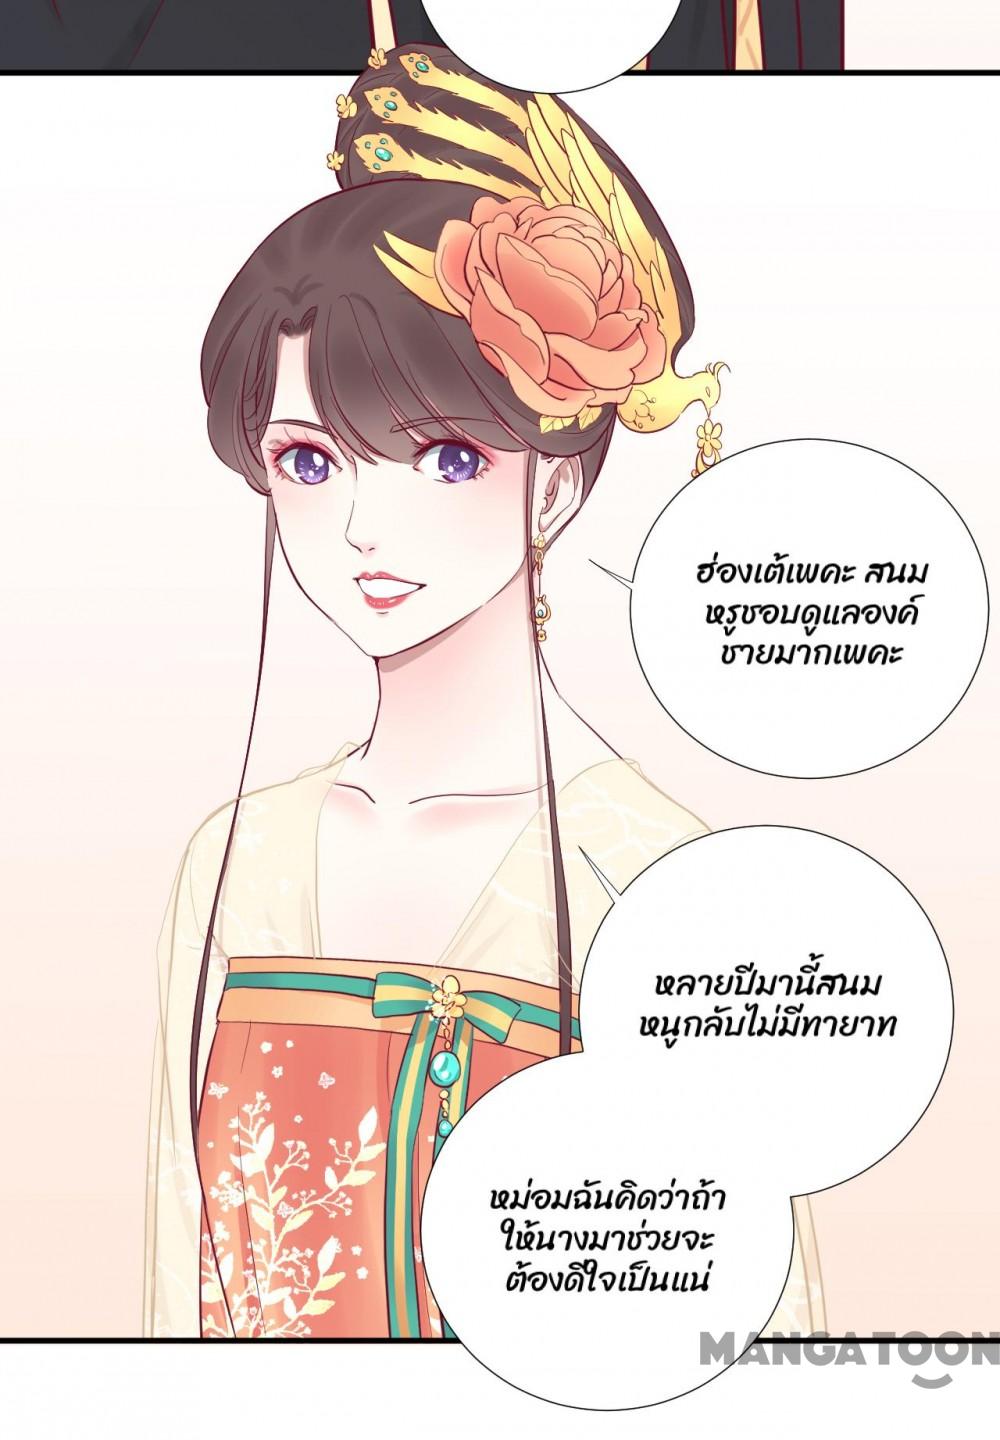 ฮ่องเต้เพคะ สนม
หรูชอบดูแลองค์
ชายมากเพคะ
หลายปีมานี้สนม
หนูกลับไม่มีทายาท
หม่อมฉันคิดว่าถ้า
ให้นางมาช่วยจะ
ต้องดีใจเป็นแน่
MANGATOON